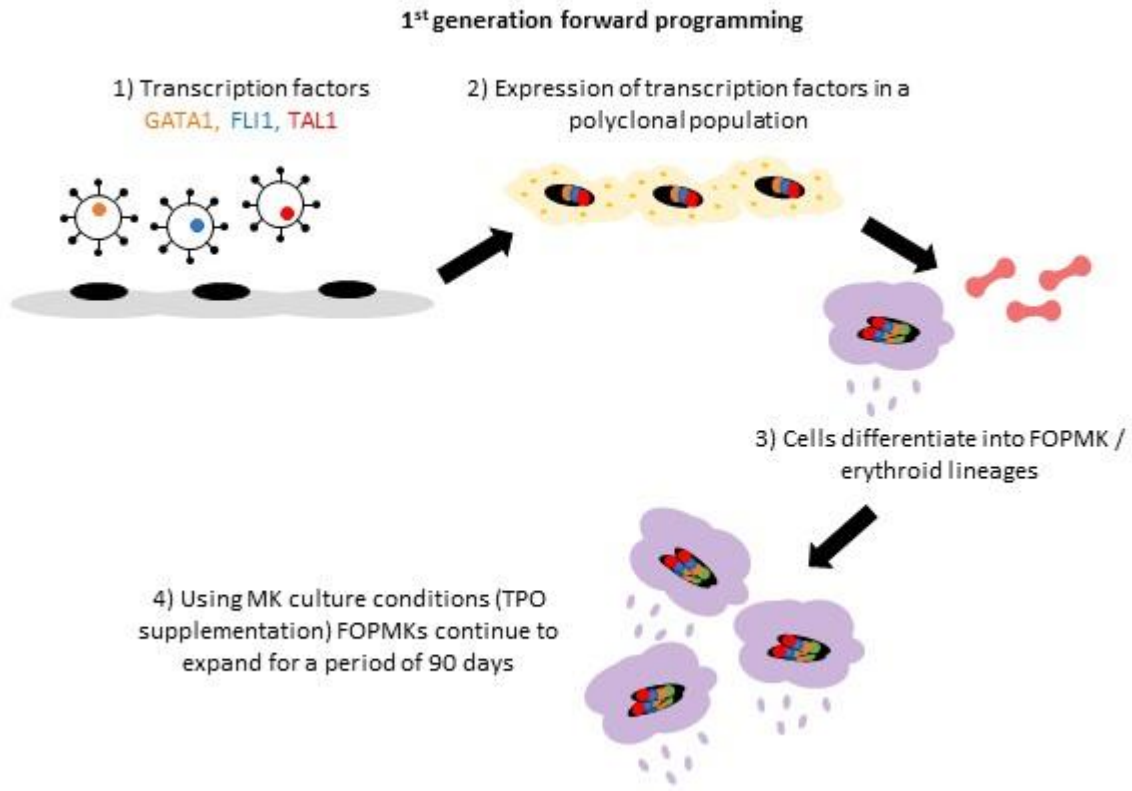 1st generation forward programming
1) Transcription factors
GATA1, FLI1, TAL1
2) Expression of transcription factors in a
polyclonal population
3) Cells differentiate into FOPMK /
erythroid lineages
4) Using MK culture conditions (TPO
supplementation) FOPMKs continue to
expand for a period of 90 days